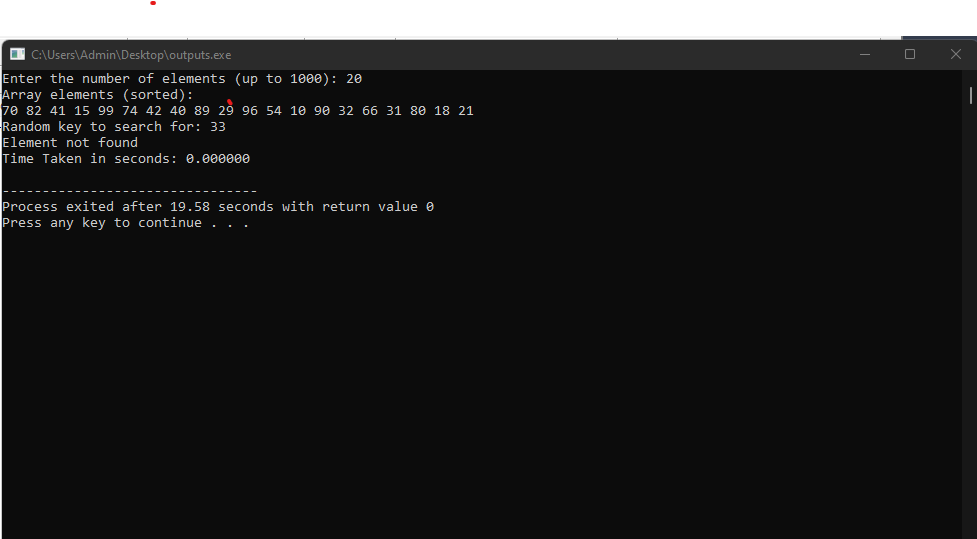 C:\Users\Admin\Desktop\outputs.exe
Enter the number of elements (up to 1000): 20
Array elements (sorted):
70 82 41 15 99 74 42 40 89 29 96 54 10 90 32 66 31 80 18 21
Random key to search for: 33
Element not found
Time Taken in seconds: 0.000000
--------------------------------
Process exited after 19.58 seconds with return value 0
Press any key to continue . . .